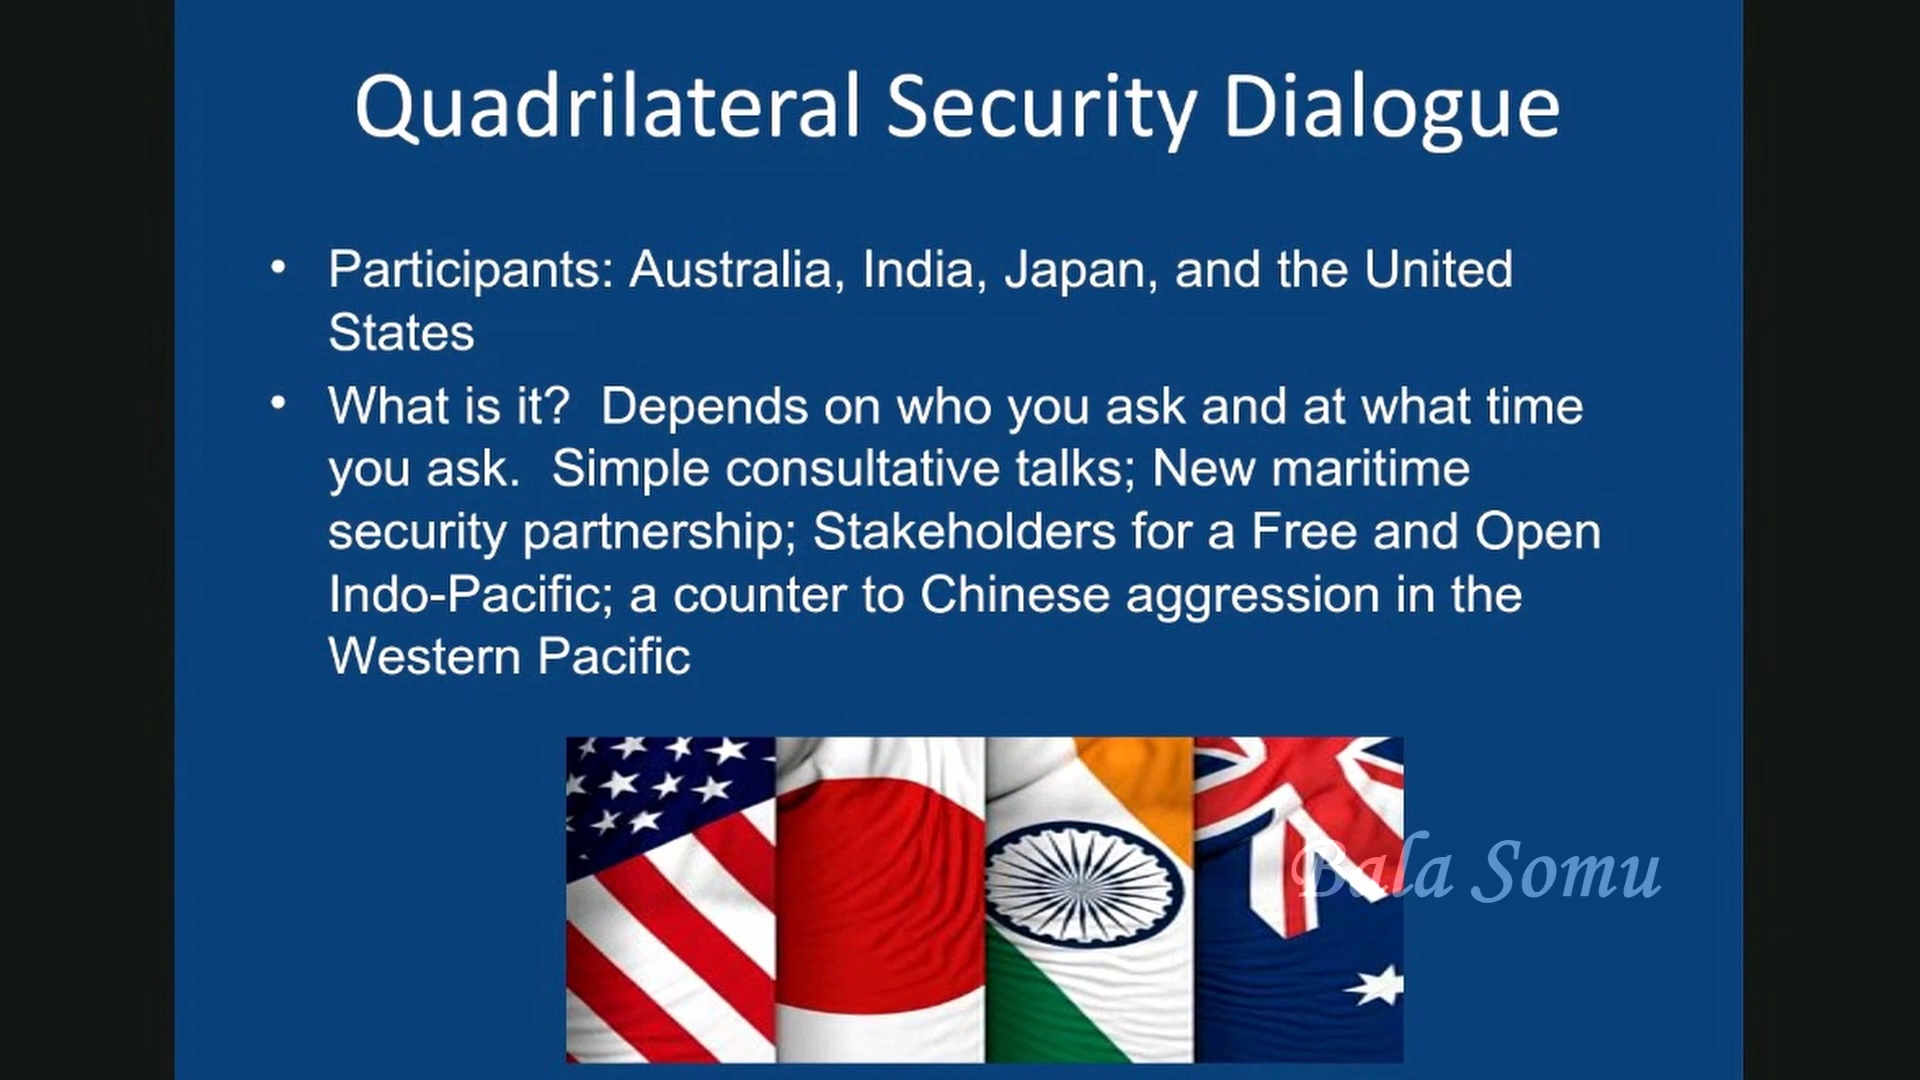 Quadrilateral Security Dialogue
• Participants: Australia, India, Japan, and the United
States
• What is it?  Depends on who you ask and at what time
you ask.  Simple consultative talks; New maritime
security partnership; Stakeholders for a Free and Open
Indo-Pacific; a counter to Chinese aggression in the
Western Pacific
Bala Somu